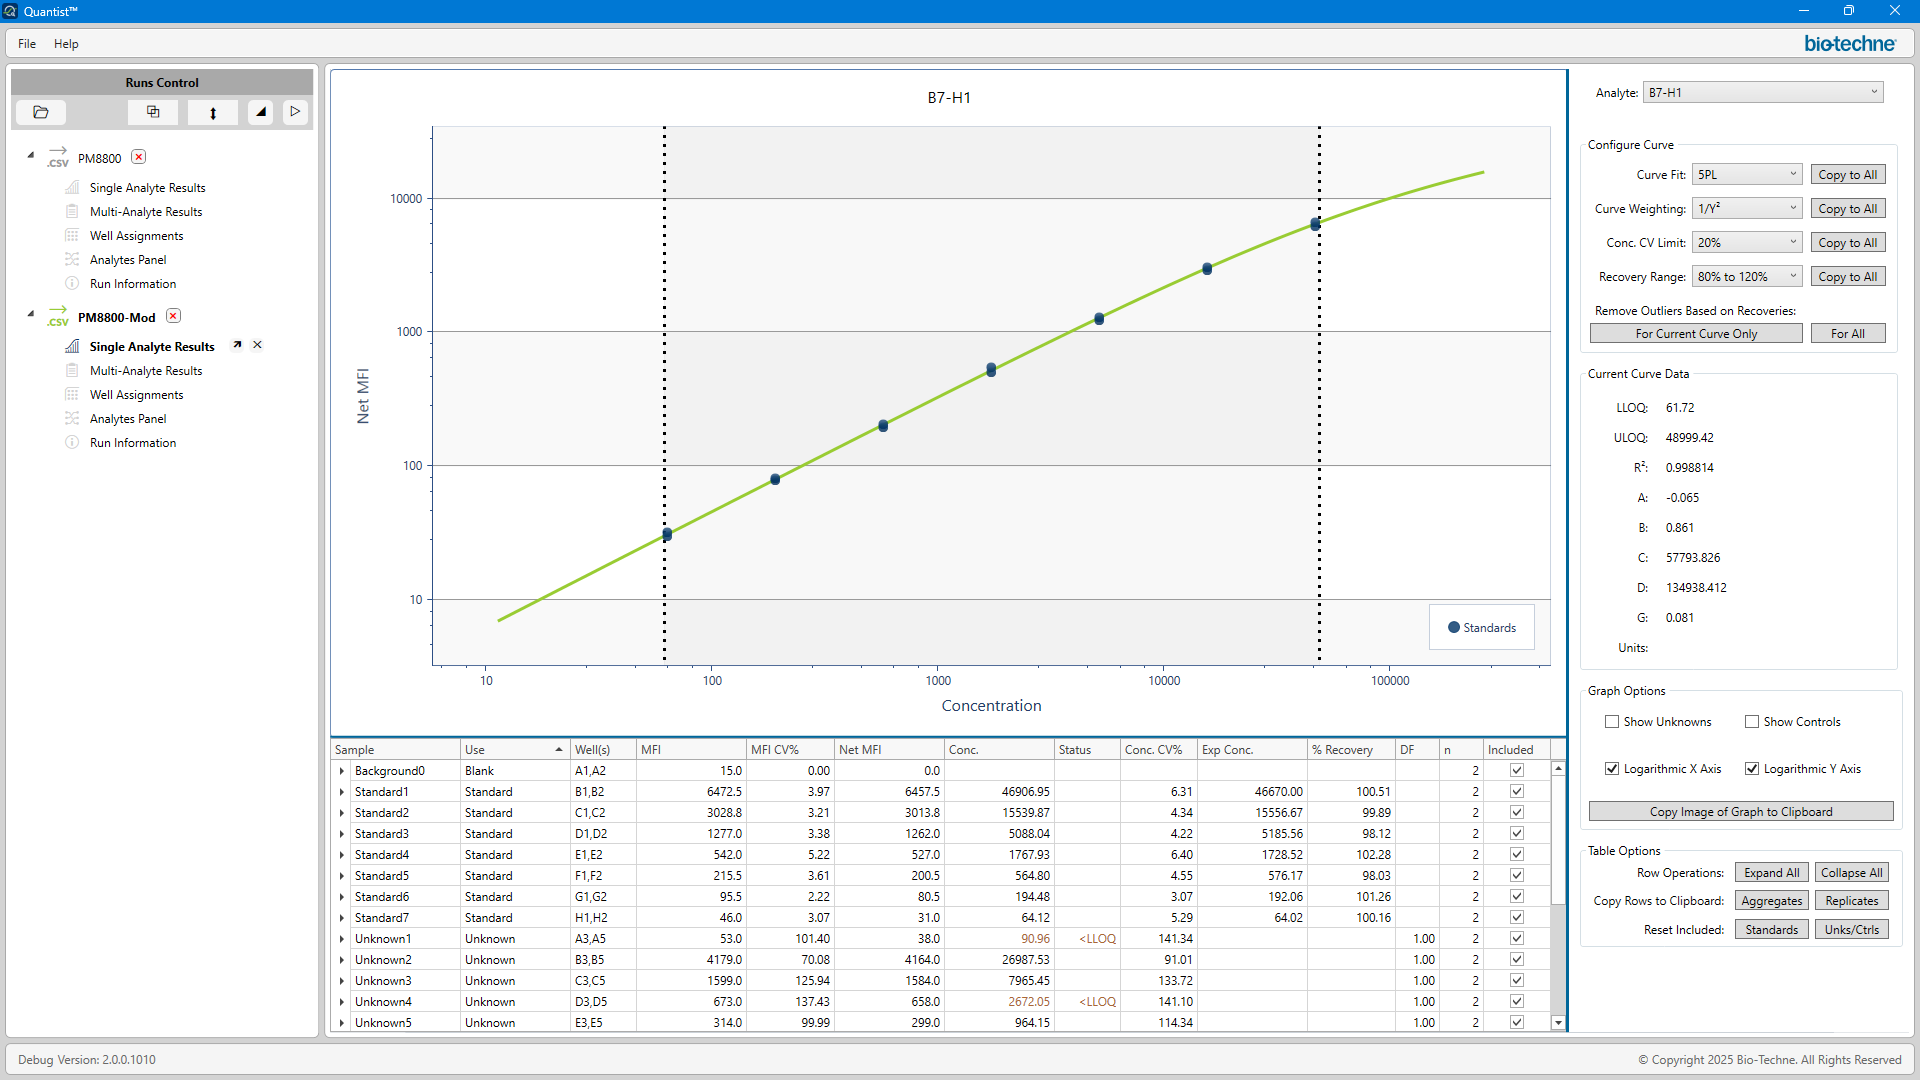 Quantist™
File Help
bio-techne
Runs Control
PM8800
Single Analyte Results
Multi-Analyte Results
Well Assignments
Analytes Panel
Run Information
PM8800-Mod
Single Analyte Results
Multi-Analyte Results
Well Assignments
Analytes Panel
Run Information
B7-H1
Net MFI
10000
1000
100
10
10 100 1000 10000 100000
Concentration
Standards
Sample Use Well(s) MFI MFI CV% Net MFI Conc. Status Conc. CV% Exp Conc. % Recovery DF n Included
Background0 Blank A1,A2 15.0 0.00 0.0 2
Standard1 Standard B1,B2 6472.5 3.97 6457.5 46906.95 6.31 46670.00 100.51 2
Standard2 Standard C1,C2 3028.8 3.21 3013.8 15539.87 4.34 15556.67 99.89 2
Standard3 Standard D1,D2 1277.0 3.38 1262.0 5088.04 4.22 5185.56 98.12 2
Standard4 Standard E1,E2 542.0 5.22 527.0 1767.93 6.40 1728.52 102.28 2
Standard5 Standard F1,F2 215.5 3.61 200.5 564.80 4.55 576.17 98.03 2
Standard6 Standard G1,G2 95.5 2.22 80.5 194.48 3.07 192.06 101.26 2
Standard7 Standard H1,H2 46.0 3.07 31.0 64.12 5.29 64.02 100.16 2
Unknown1 Unknown A3,A5 53.0 101.40 38.0 90.96 <LLOQ 141.34 1.00 2
Unknown2 Unknown B3,B5 4179.0 70.08 4164.0 26987.53 91.01 1.00 2
Unknown3 Unknown C3,C5 1599.0 125.94 1584.0 7965.45 133.72 1.00 2
Unknown4 Unknown D3,D5 673.0 137.43 658.0 2672.05 <LLOQ 141.10 1.00 2
Unknown5 Unknown E3,E5 314.0 99.99 299.0 964.15 114.34 1.00 2
Analyte: B7-H1
Configure Curve
Curve Fit: 5PL Copy to All
Curve Weighting: 1/Y² Copy to All
Conc. CV Limit: 20% Copy to All
Recovery Range: 80% to 120% Copy to All
Remove Outliers Based on Recoveries:
For Current Curve Only For All
Current Curve Data
LLOQ: 61.72
ULOQ: 48999.42
R²: 0.998814
A: -0.065
B: 0.861
C: 57793.826
D: 134938.412
G: 0.081
Units:
Graph Options
Show Unknowns Show Controls
Logarithmic X Axis Logarithmic Y Axis
Copy Image of Graph to Clipboard
Table Options
Row Operations: Expand All Collapse All
Copy Rows to Clipboard: Aggregates Replicates
Reset Included: Standards Unks/Ctrls
Debug Version: 2.0.0.1010
© Copyright 2025 Bio-Techne. All Rights Reserved